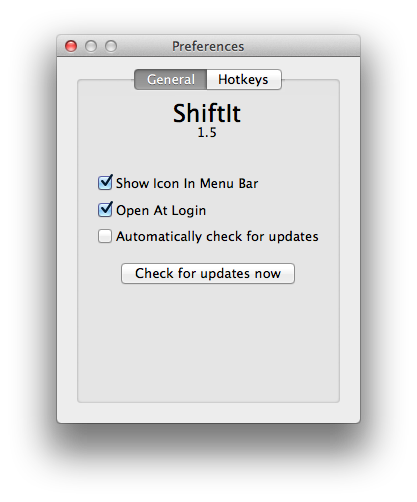 Preferences
General Hotkeys
ShiftIt
1.5
Show Icon In Menu Bar
Open At Login
Automatically check for updates
Check for updates now